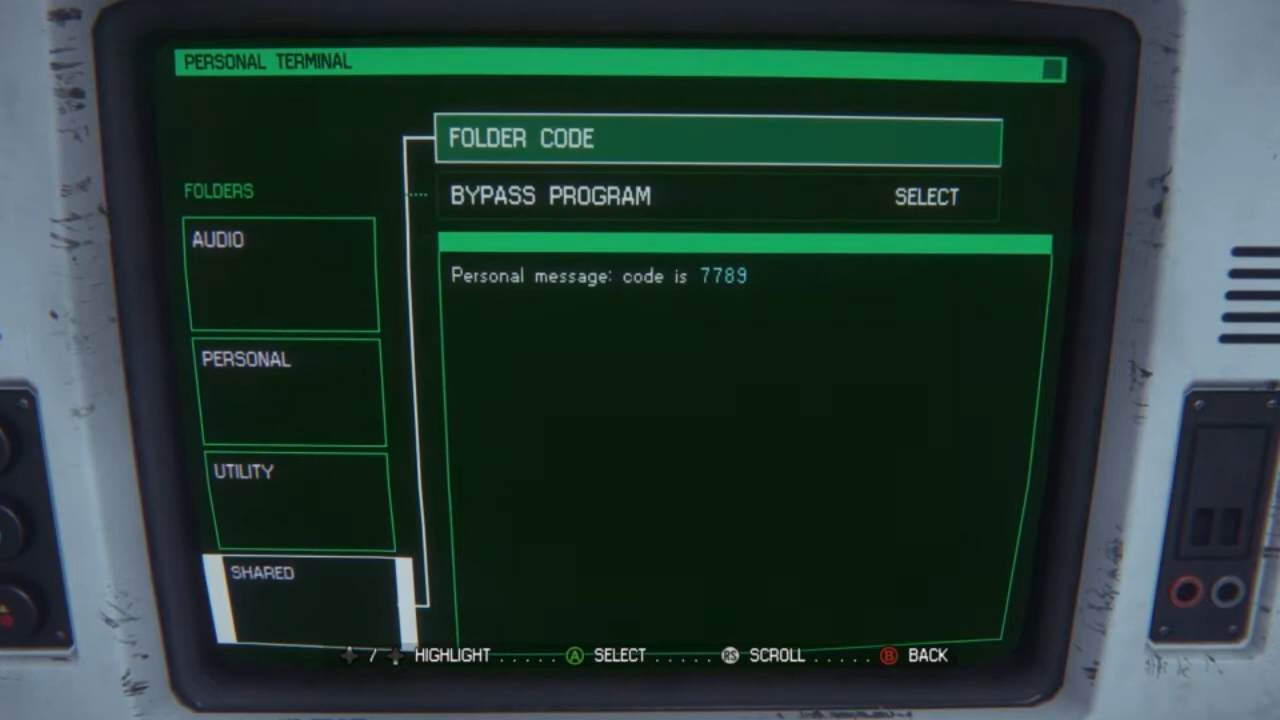 PERSONAL TERMINAL
FOLDER CODE
FOLDERS
BYPASS PROGRAM SELECT
AUDIO
Personal message: code is 7789
PERSONAL
UTILITY
SHARED
/ HIGHLIGHT ..... A SELECT ..... RS SCROLL ..... B BACK